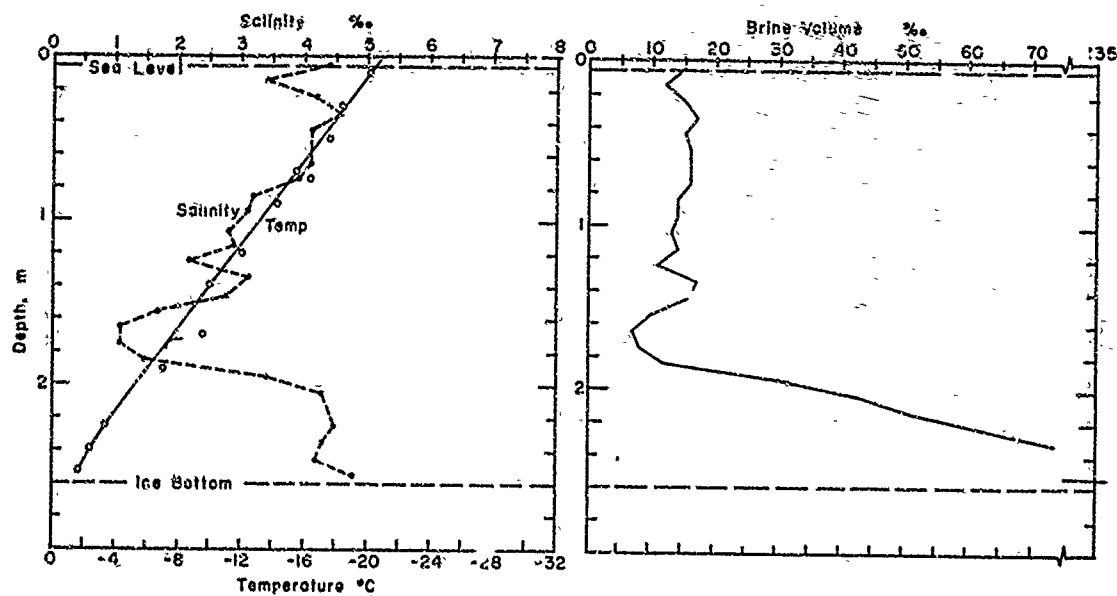 Salinity ‰
0 1 2 3 4 5 6 7 8
Sea Level
Salinity
Temp
Depth, m
0
1
2
Ice Bottom
0 -4 -8 -12 -16 -20 -24 -28 -32
Temperature °C
Brine Volume ‰
0 10 20 30 40 50 60 70 135
0
1
2